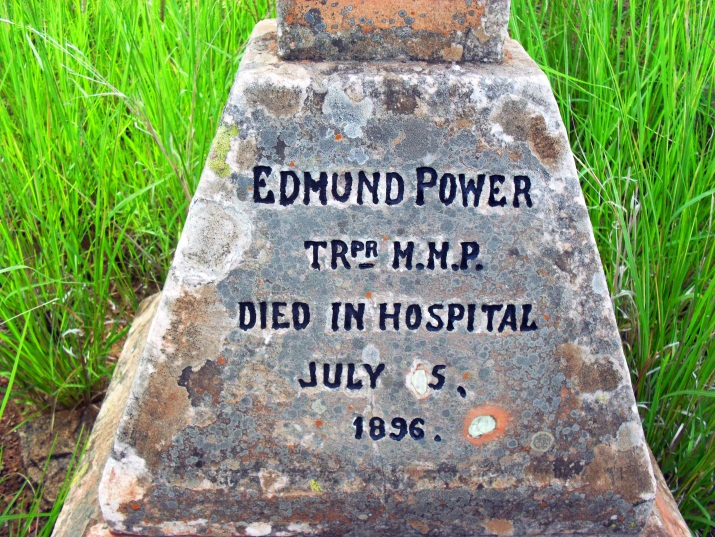 EDMUND POWER
TRPR M.M.P.
DIED IN HOSPITAL
JULY 5,
1896.